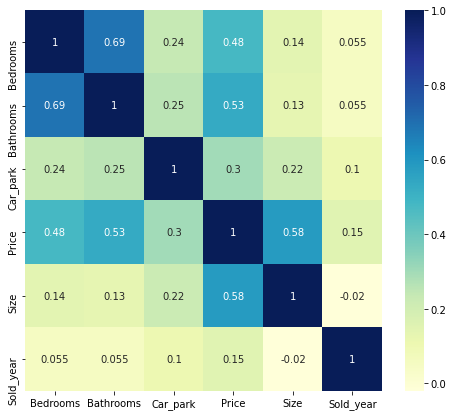 Bedrooms 1 0.69 0.24 0.48 0.14 0.055
Bathrooms 0.69 1 0.25 0.53 0.13 0.055
Car_park 0.24 0.25 1 0.3 0.22 0.1
Price 0.48 0.53 0.3 1 0.58 0.15
Size 0.14 0.13 0.22 0.58 1 -0.02
Sold_year 0.055 0.055 0.1 0.15 -0.02 1
Bedrooms Bathrooms Car_park Price Size Sold_year
1.0
0.8
0.6
0.4
0.2
0.0